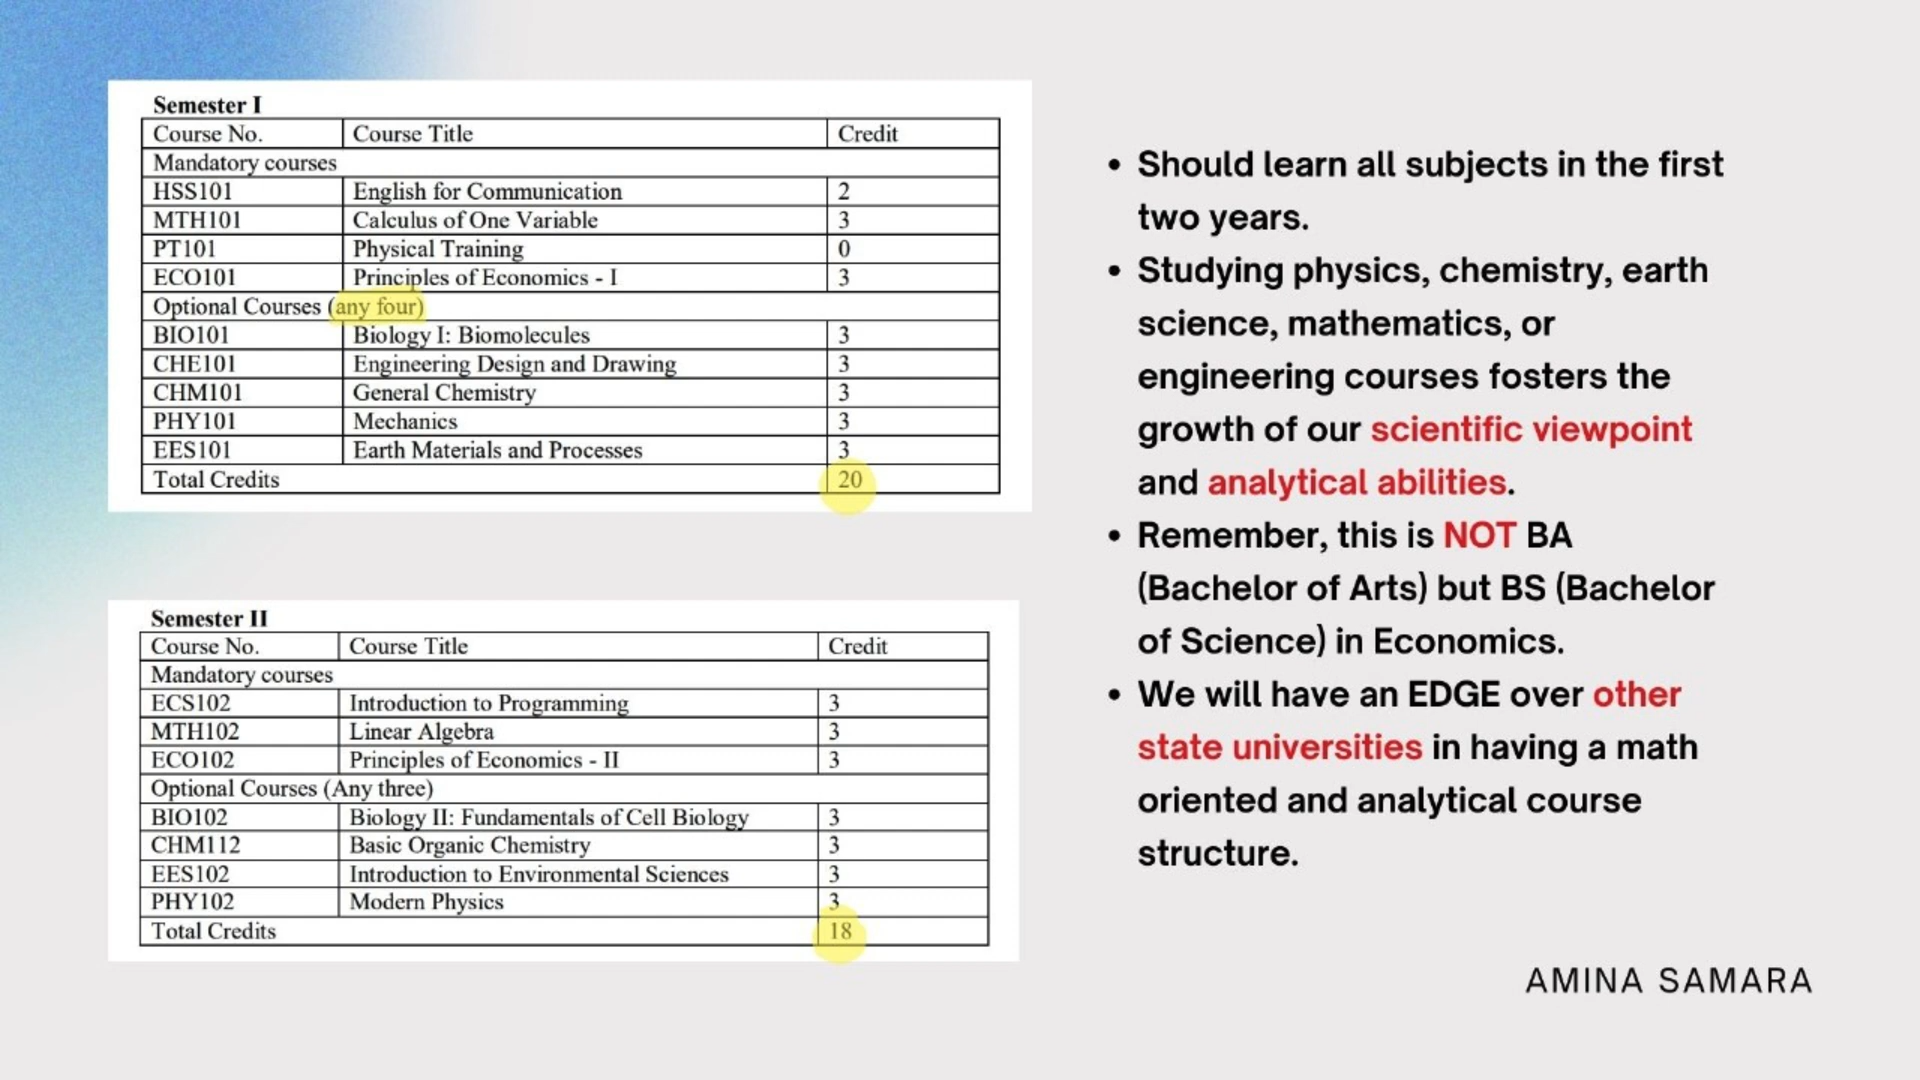 Semester I
Course No. Course Title Credit
Mandatory courses
HSS101 English for Communication 2
MTH101 Calculus of One Variable 3
PT101 Physical Training 0
ECO101 Principles of Economics - I 3
Optional Courses (any four)
BIO101 Biology I: Biomolecules 3
CHE101 Engineering Design and Drawing 3
CHM101 General Chemistry 3
PHY101 Mechanics 3
EES101 Earth Materials and Processes 3
Total Credits 20
Semester II
Course No. Course Title Credit
Mandatory courses
ECS102 Introduction to Programming 3
MTH102 Linear Algebra 3
ECO102 Principles of Economics - II 3
Optional Courses (Any three)
BIO102 Biology II: Fundamentals of Cell Biology 3
CHM112 Basic Organic Chemistry 3
EES102 Introduction to Environmental Sciences 3
PHY102 Modern Physics 3
Total Credits 18
• Should learn all subjects in the first
two years.
• Studying physics, chemistry, earth
science, mathematics, or
engineering courses fosters the
growth of our scientific viewpoint
and analytical abilities.
• Remember, this is NOT BA
(Bachelor of Arts) but BS (Bachelor
of Science) in Economics.
• We will have an EDGE over other
state universities in having a math
oriented and analytical course
structure.
AMINA SAMARA